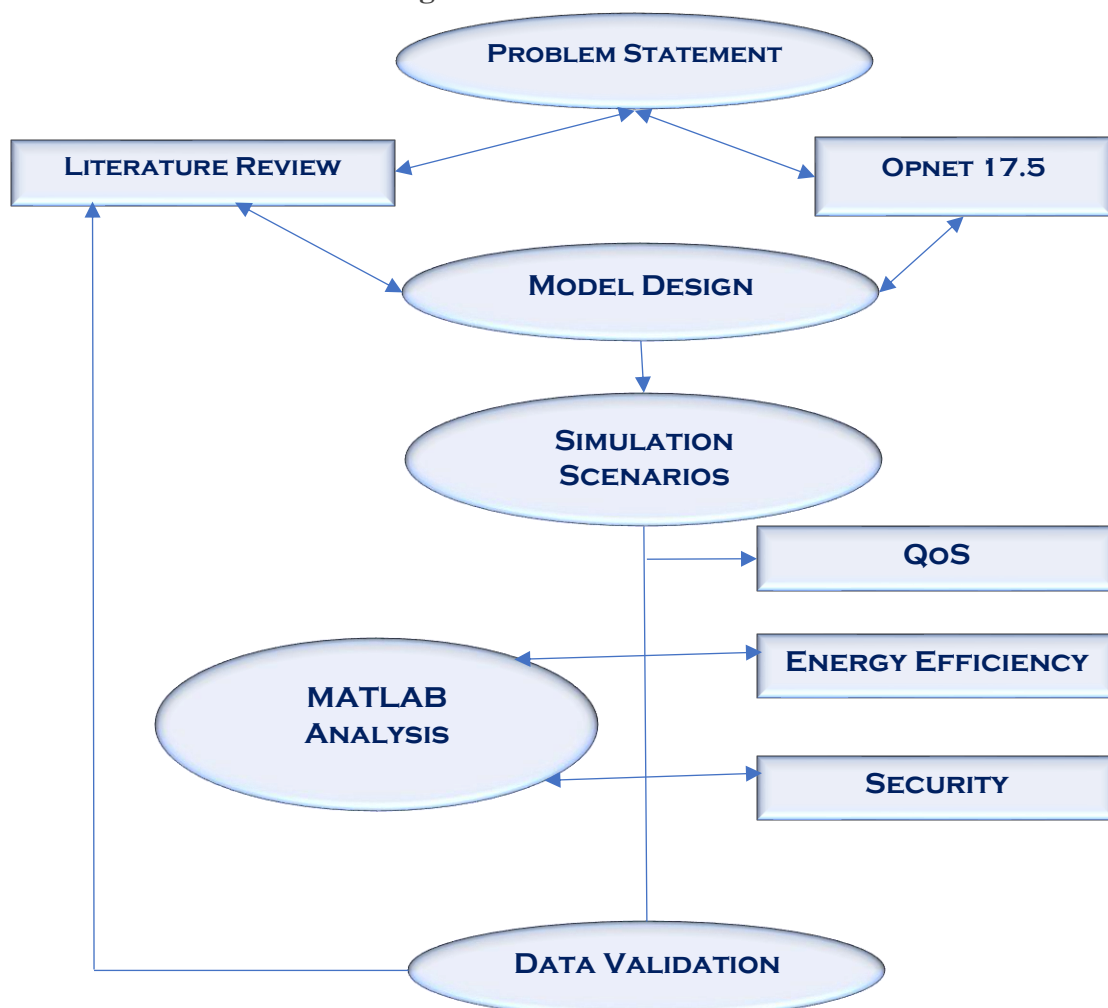 PROBLEM STATEMENT
LITERATURE REVIEW
OPNET 17.5
MODEL DESIGN
SIMULATION
SCENARIOS
QOS
ENERGY EFFICIENCY
MATLAB
ANALYSIS
SECURITY
DATA VALIDATION